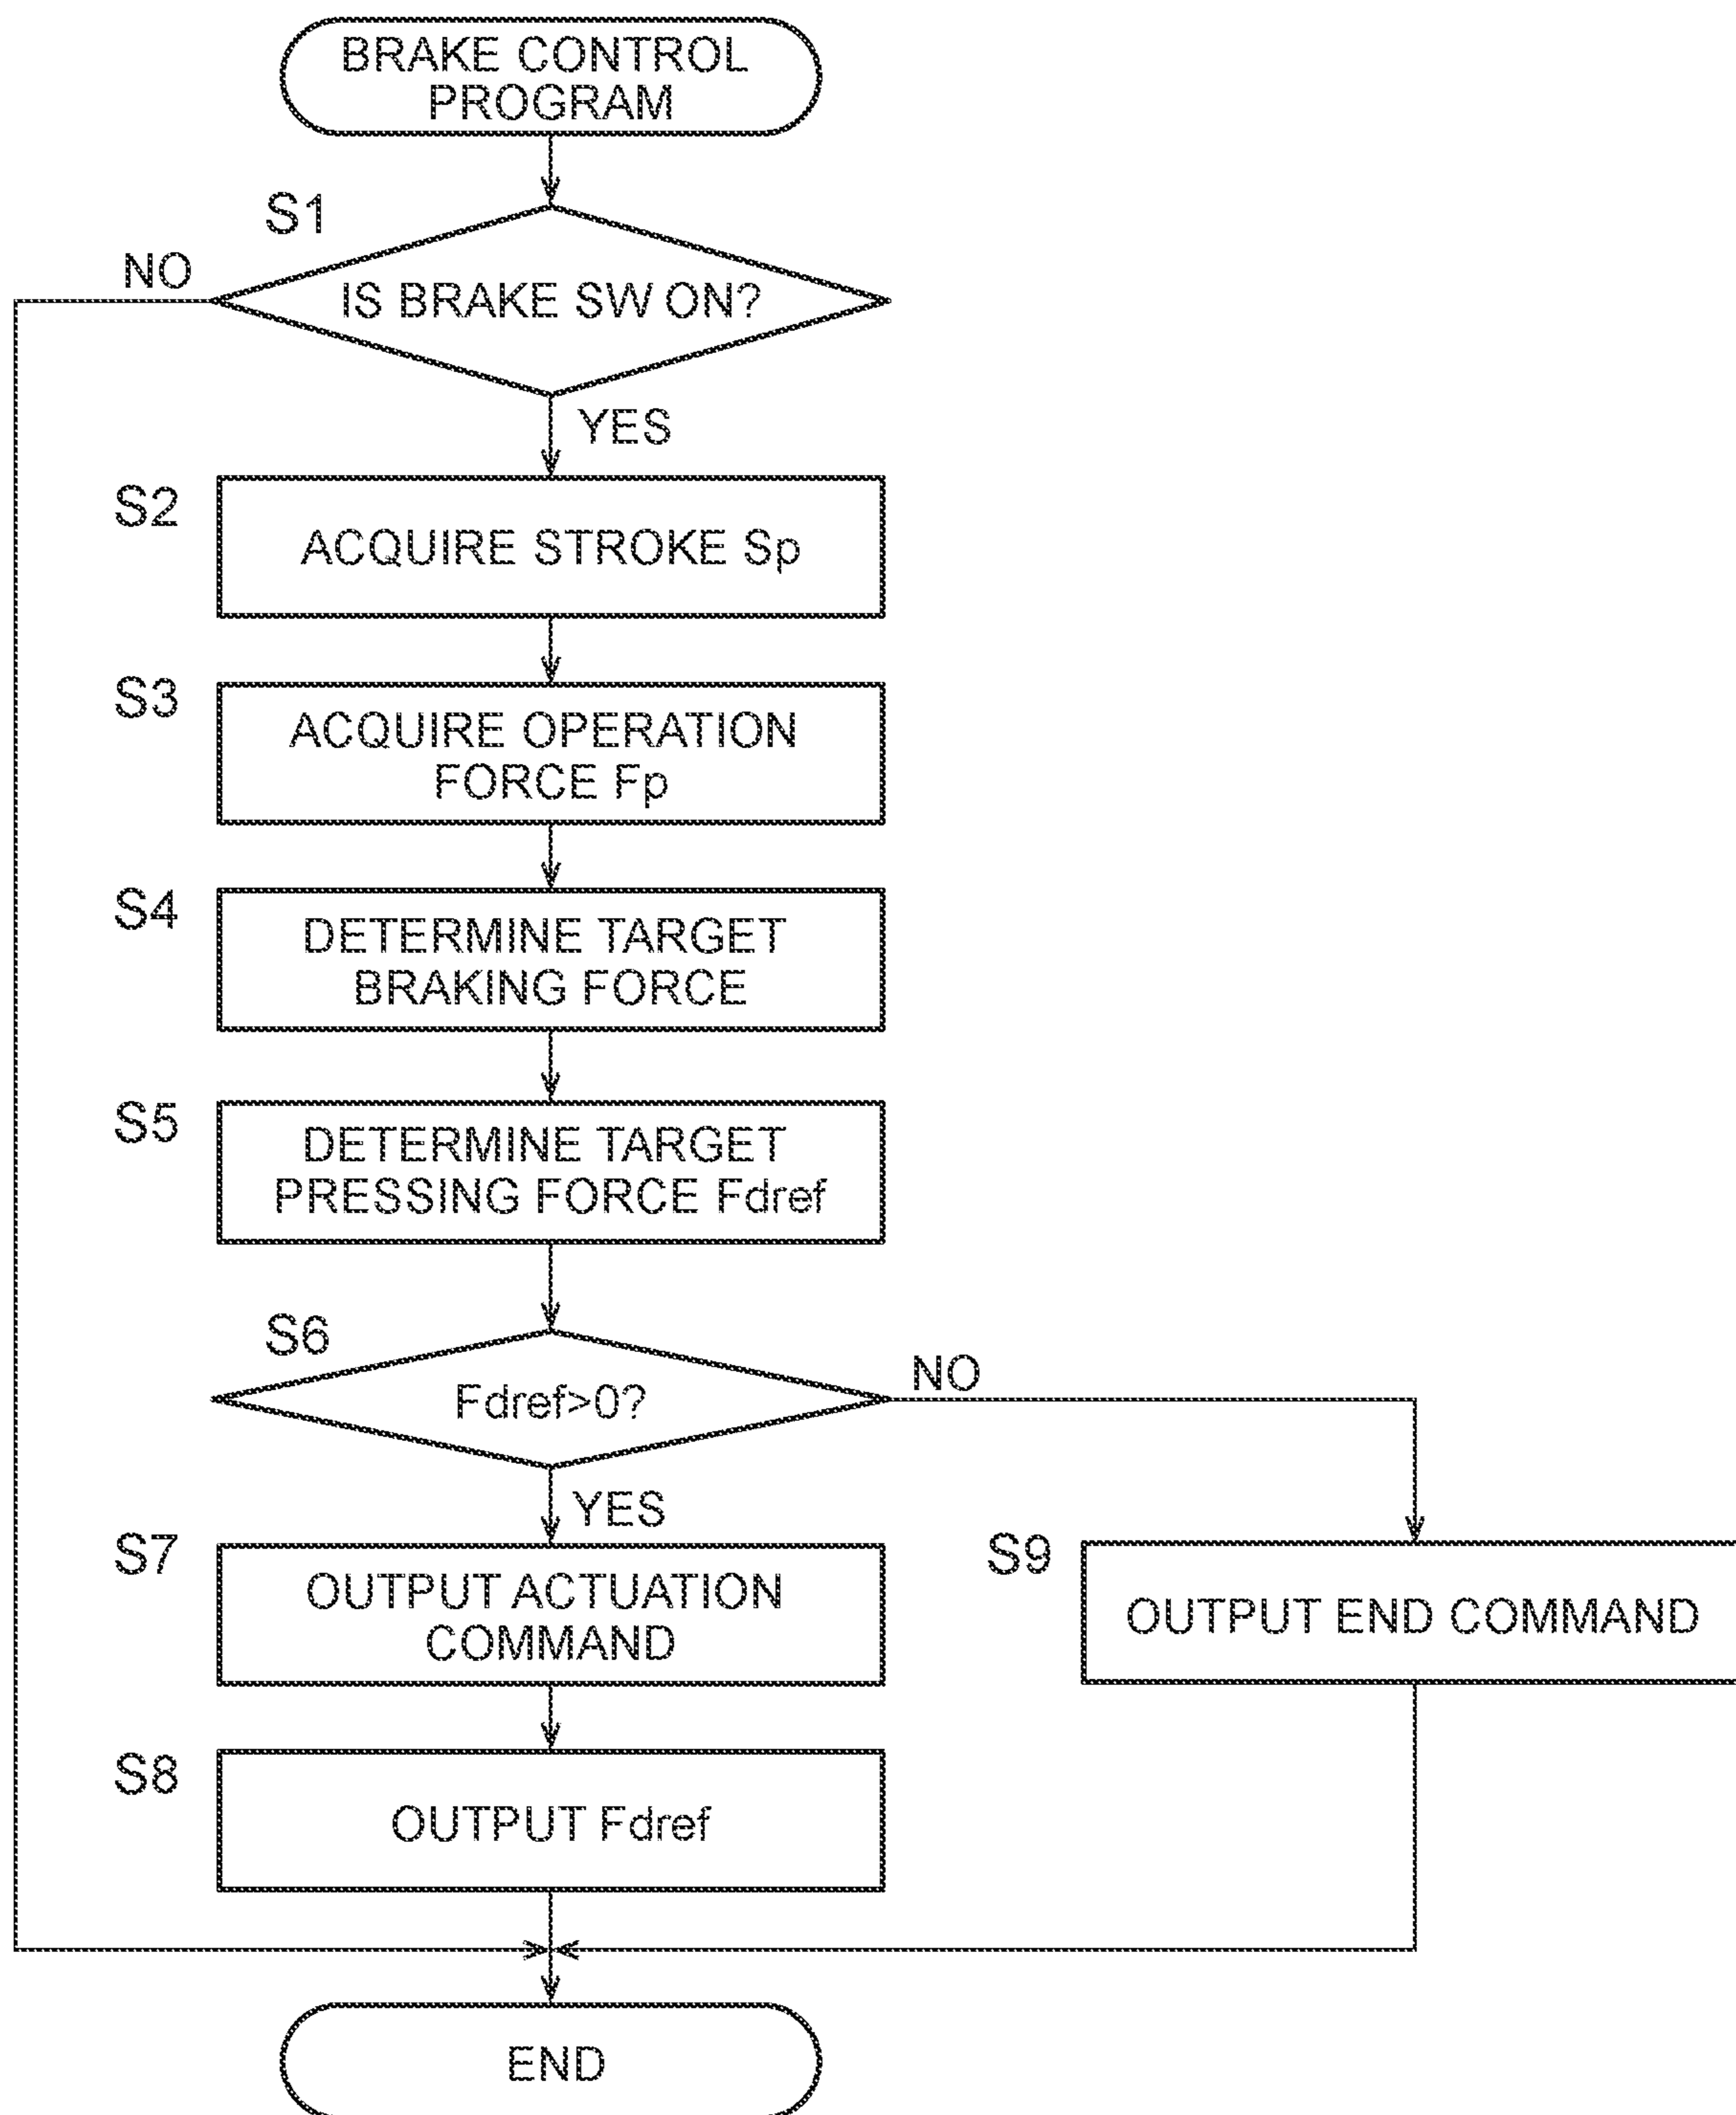 BRAKE CONTROL
PROGRAM
S1
NO
IS BRAKE SW ON?
YES
S2
ACQUIRE STROKE Sp
S3
ACQUIRE OPERATION
FORCE Fp
S4
DETERMINE TARGET
BRAKING FORCE
S5
DETERMINE TARGET
PRESSING FORCE Fdref
S6
Fdref>0?
NO
YES
S7
OUTPUT ACTUATION
COMMAND
S9
OUTPUT END COMMAND
S8
OUTPUT Fdref
END